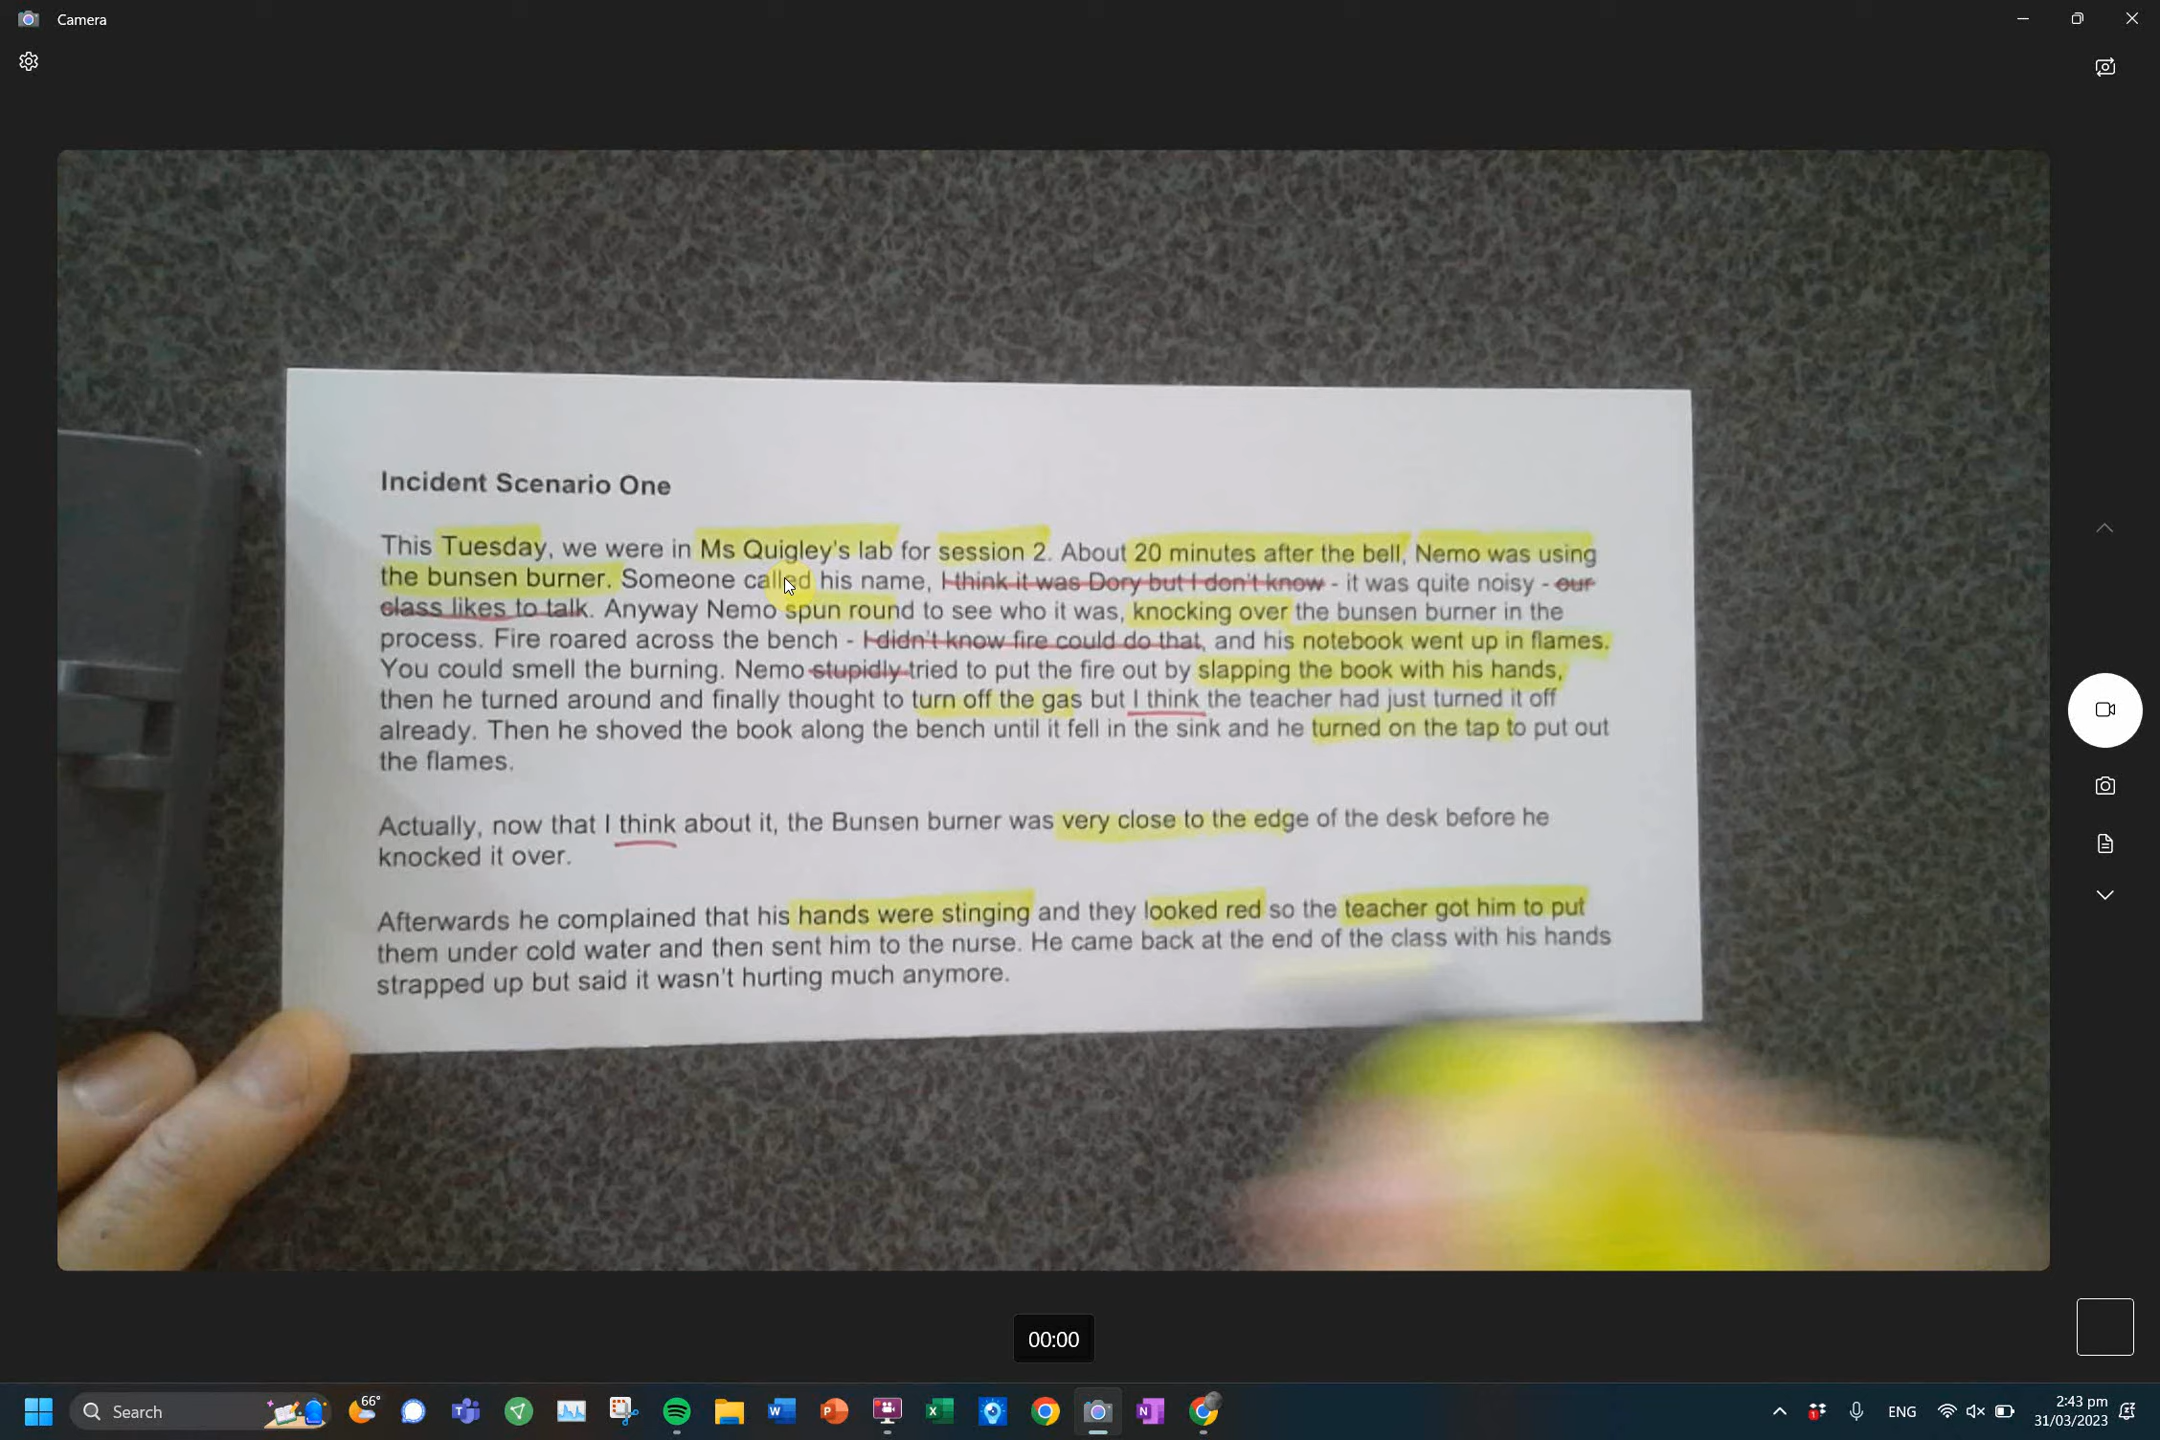 Camera
Incident Scenario One
This Tuesday, we were in Ms Quigley's lab for session 2. About 20 minutes after the bell, Nemo was using
the bunsen burner. Someone called his name, I think it was Dory but I don't know - it was quite noisy - our
class likes to talk. Anyway Nemo spun round to see who it was, knocking over the bunsen burner in the
process. Fire roared across the bench - I didn't know fire could do that, and his notebook went up in flames.
You could smell the burning. Nemo stupidly tried to put the fire out by slapping the book with his hands,
then he turned around and finally thought to turn off the gas but I think the teacher had just turned it off
already. Then he shoved the book along the bench until it fell in the sink and he turned on the tap to put out
the flames.
Actually, now that I think about it, the Bunsen burner was very close to the edge of the desk before he
knocked it over.
Afterwards he complained that his hands were stinging and they looked red so the teacher got him to put
them under cold water and then sent him to the nurse. He came back at the end of the class with his hands
strapped up but said it wasn't hurting much anymore.
00:00
Search
66°
ENG
2:43 pm
31/03/2023